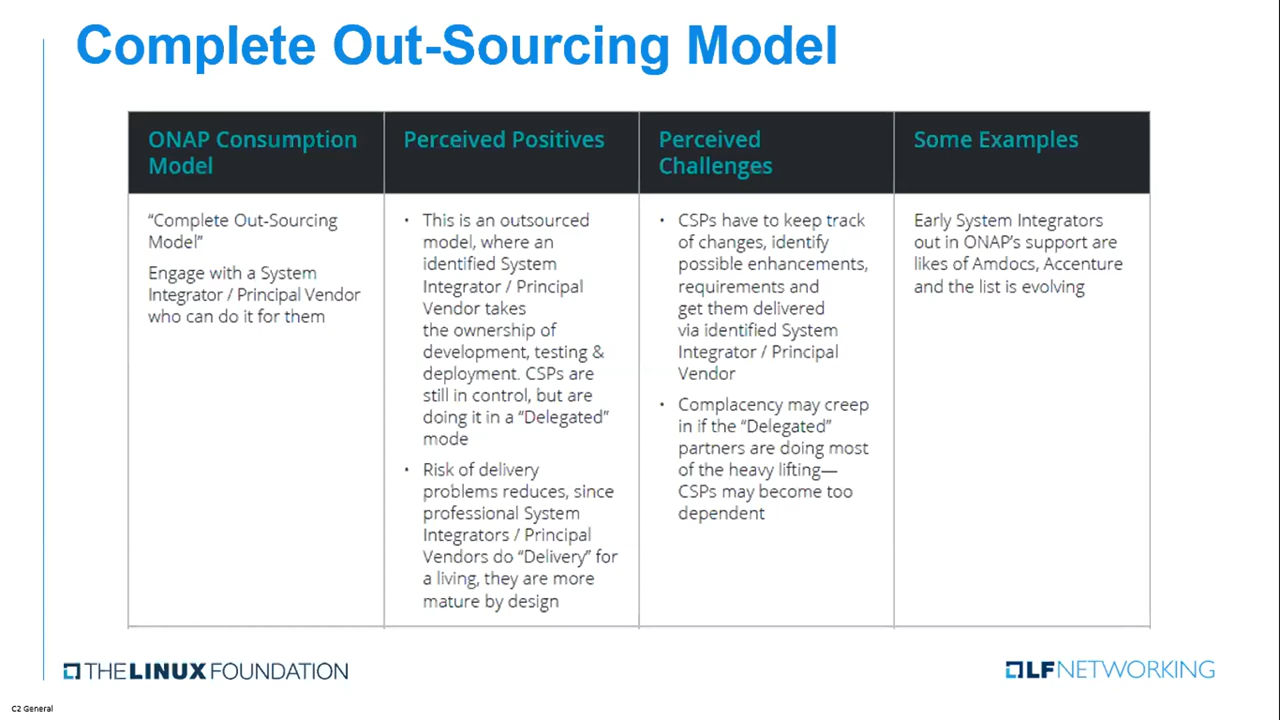 Complete Out-Sourcing Model
ONAP Consumption
Model
Perceived Positives
Perceived
Challenges
Some Examples
“Complete Out-Sourcing
Model”
Engage with a System
Integrator / Principal Vendor
who can do it for them
• This is an outsourced
model, where an
identified System
Integrator / Principal
Vendor takes
the ownership of
development, testing &
deployment. CSPs are
still in control, but are
doing it in a “Delegated”
mode
• Risk of delivery
problems reduces, since
professional System
Integrators / Principal
Vendors do “Delivery” for
a living, they are more
mature by design
• CSPs have to keep track
of changes, identify
possible enhancements,
requirements and
get them delivered
via identified System
Integrator / Principal
Vendor
• Complacency may creep
in if the “Delegated”
partners are doing most
of the heavy lifting—
CSPs may become too
dependent
Early System Integrators
out in ONAP’s support are
likes of Amdocs, Accenture
and the list is evolving
THE LINUX FOUNDATION
LF NETWORKING
C2 General